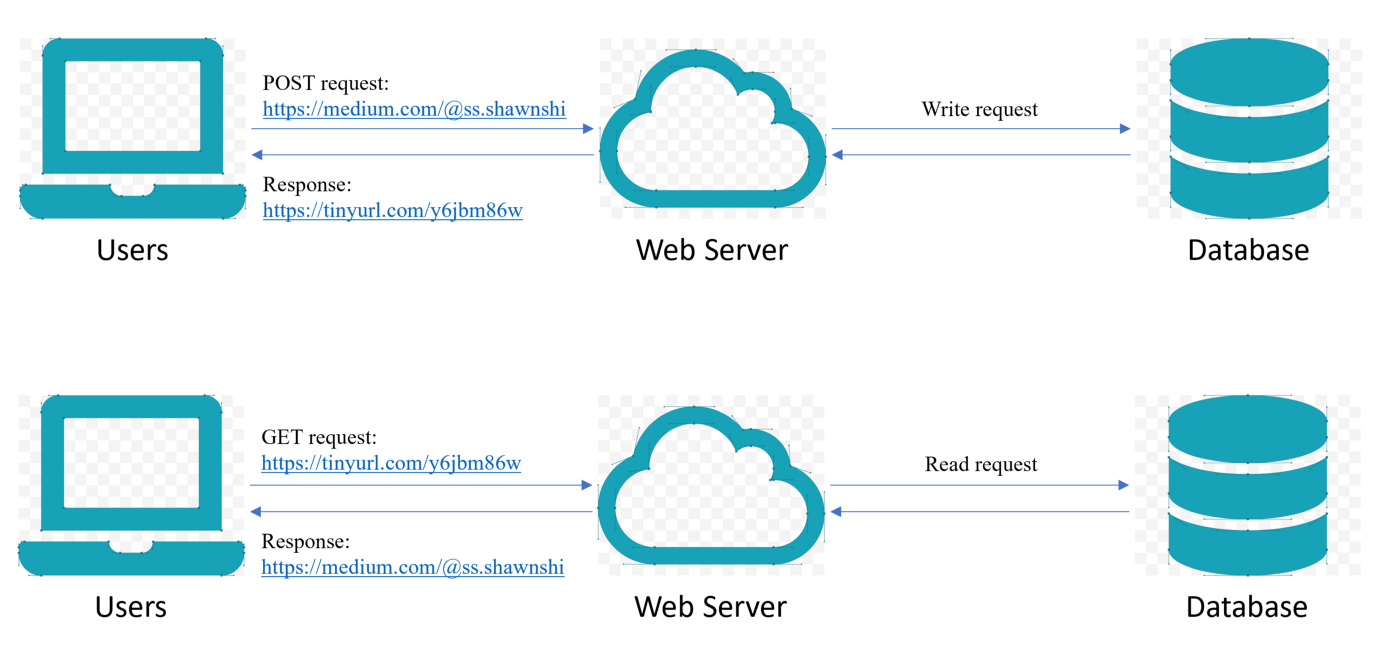 POST request:
https://medium.com/@ss.shawnshi
Write request
Response:
https://tinyurl.com/y6jbm86w
Users
Web Server
Database
GET request:
https://tinyurl.com/y6jbm86w
Read request
Response:
https://medium.com/@ss.shawnshi
Users
Web Server
Database